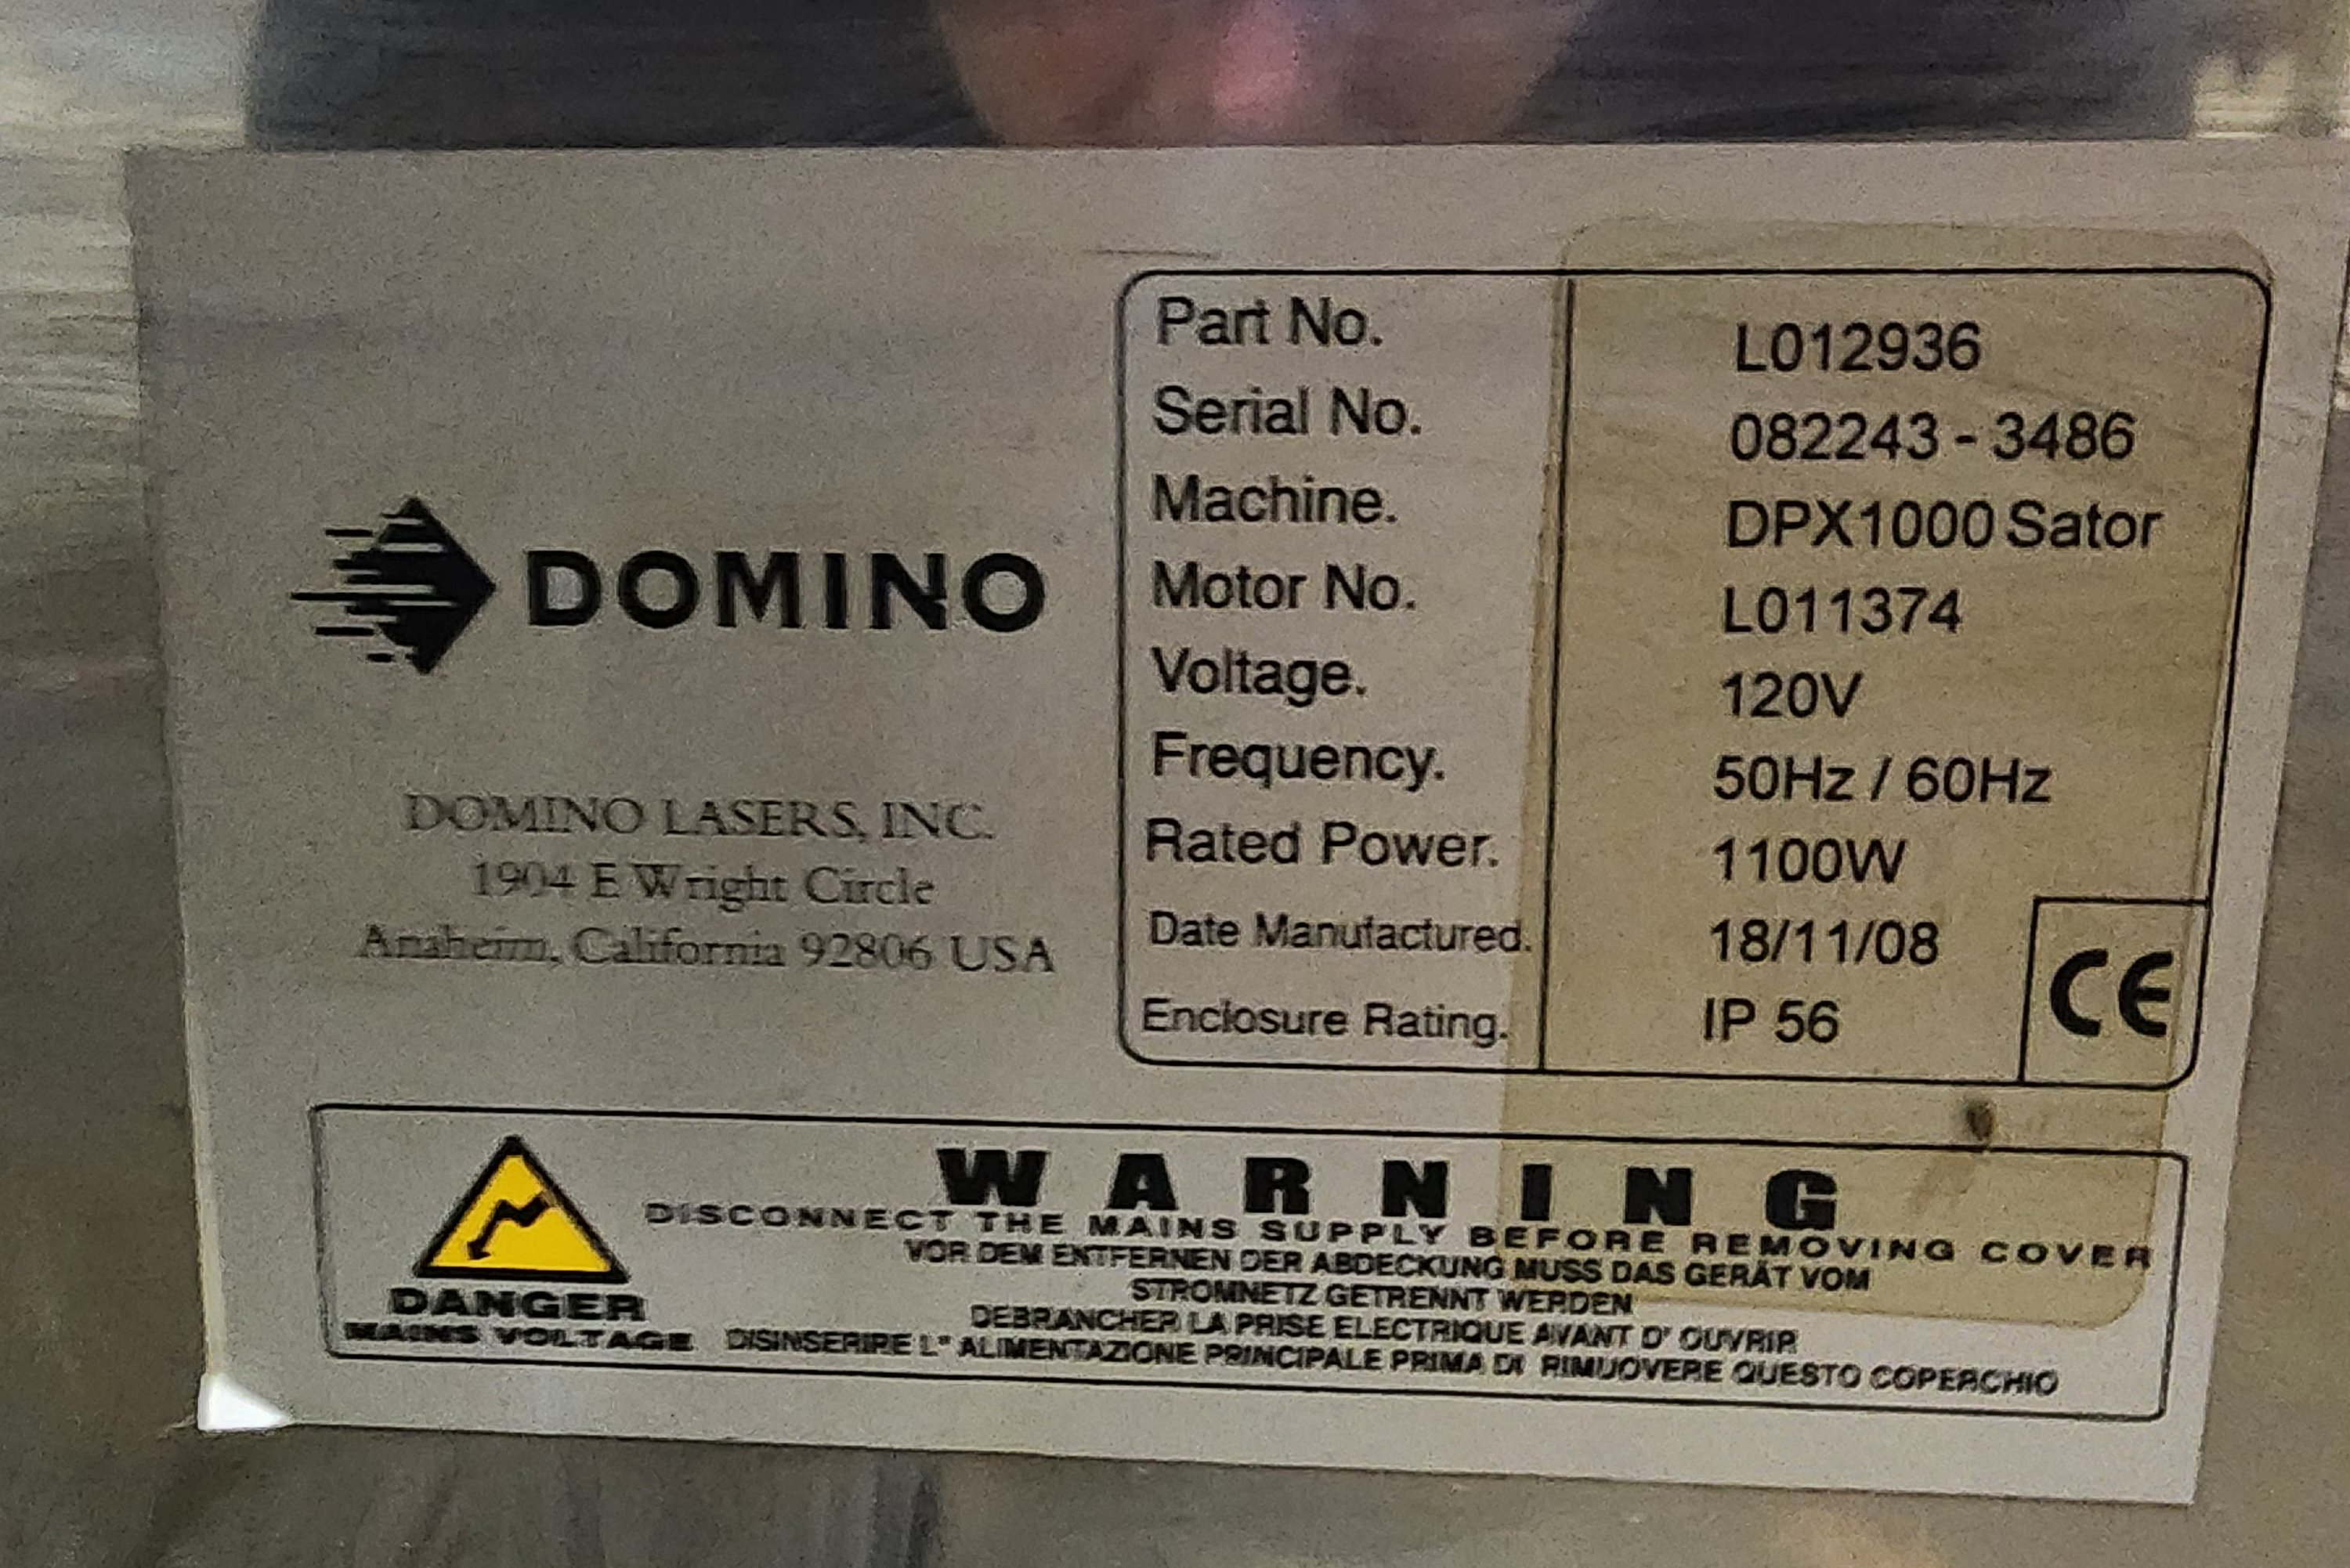 DOMINO
DOMINO LASERS, INC.
1904 E Wright Circle
Anaheim, California 92806 USA
Part No. L012936
Serial No. 082243 - 3486
Machine. DPX1000 Sator
Motor No. L011374
Voltage. 120V
Frequency. 50Hz / 60Hz
Rated Power. 1100W
Date Manufactured. 18/11/08
Enclosure Rating. IP 56
CE
DANGER
MAINS VOLTAGE
WARNING
DISCONNECT THE MAINS SUPPLY BEFORE REMOVING COVER
VOR DEM ENTFERNEN DER ABDECKUNG MUSS DAS GERÄT VOM
STROMNETZ GETRENNT WERDEN
DEBRANCHER LA PRISE ELECTRIQUE AVANT D' OUVRIR
DISINSERIRE L" ALIMENTAZIONE PRINCIPALE PRIMA DI RIMUOVERE QUESTO COPERCHIO